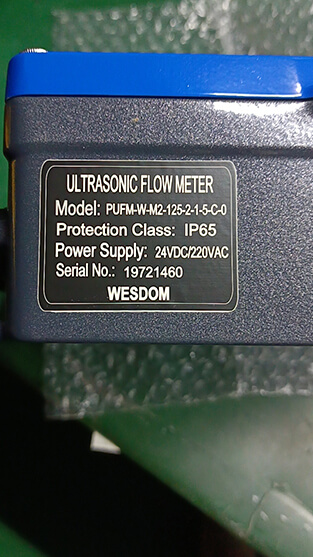 ULTRASONIC FLOW METER
Model: PUFM-W-M2-125-2-1-5-C-0
Protection Class: IP65
Power Supply: 24VDC/220VAC
Serial No.: 19721460
WESDOM